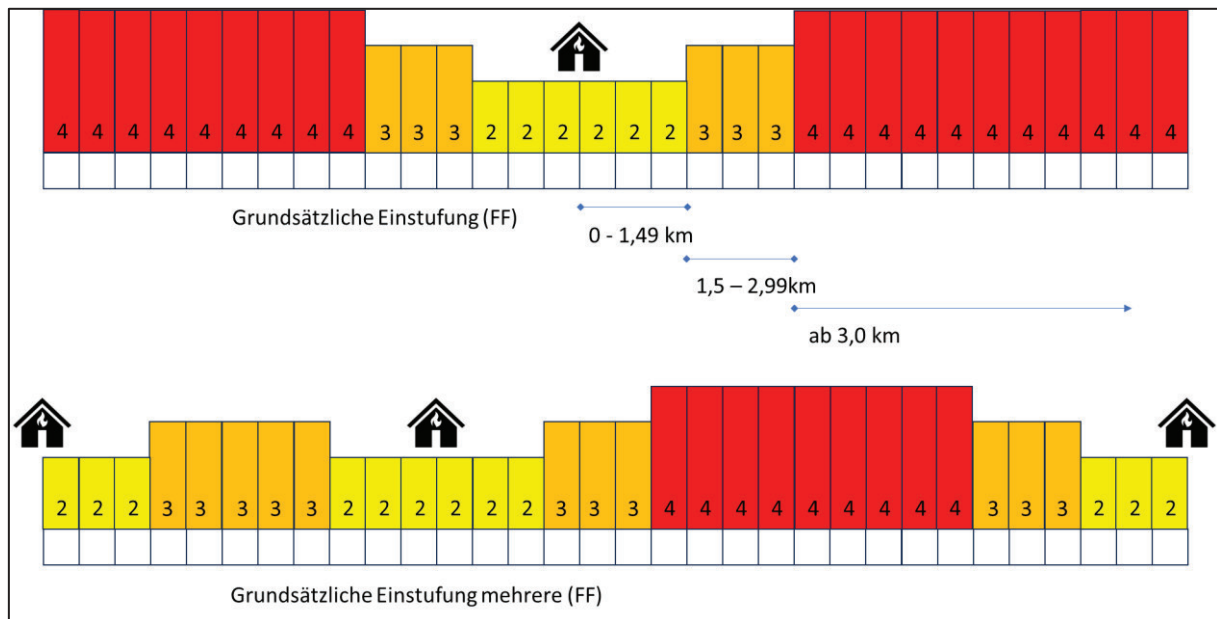 4 4 4 4 4 4 4 4 4 3 3 3 2 2 2 2 2 2 3 3 3 4 4 4 4 4 4 4 4 4 4 4
Grundsätzliche Einstufung (FF)
0 - 1,49 km
1,5 – 2,99km
ab 3,0 km
2 2 2 3 3 3 3 3 2 2 2 2 2 2 3 3 3 4 4 4 4 4 4 4 4 4 3 3 3 2 2 2
Grundsätzliche Einstufung mehrere (FF)